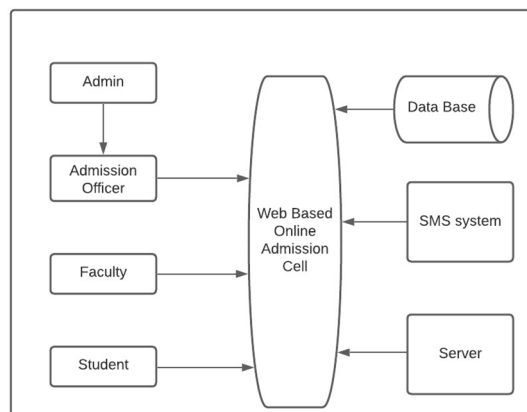 Admin
Admission
Officer
Faculty
Student
Web Based
Online
Admission
Cell
Data Base
SMS system
Server